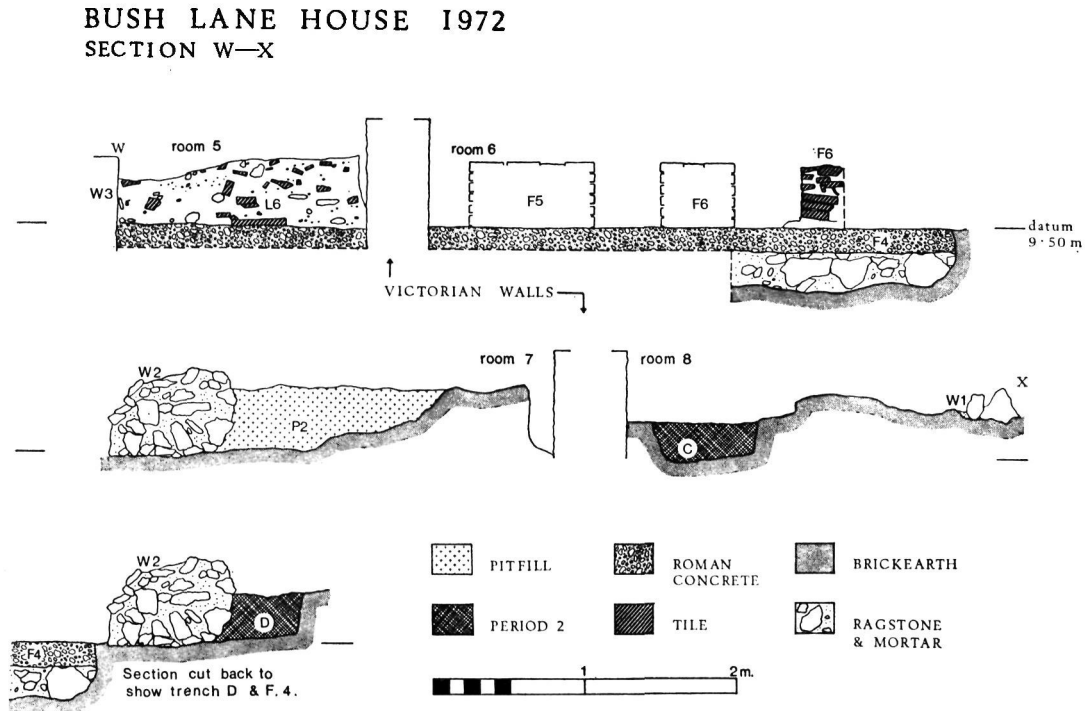 BUSH LANE HOUSE 1972
SECTION W—X
W
room 5
room 6
F6
W3
L6
F5
F6
F4
datum
9·50 m
VICTORIAN WALLS
W2
room 7
room 8
X
W1
P2
C
W2
D
F4
Section cut back to
show trench D & F. 4.
PITFILL
ROMAN
CONCRETE
BRICKEARTH
PERIOD 2
TILE
RAGSTONE
& MORTAR
1
2 m.